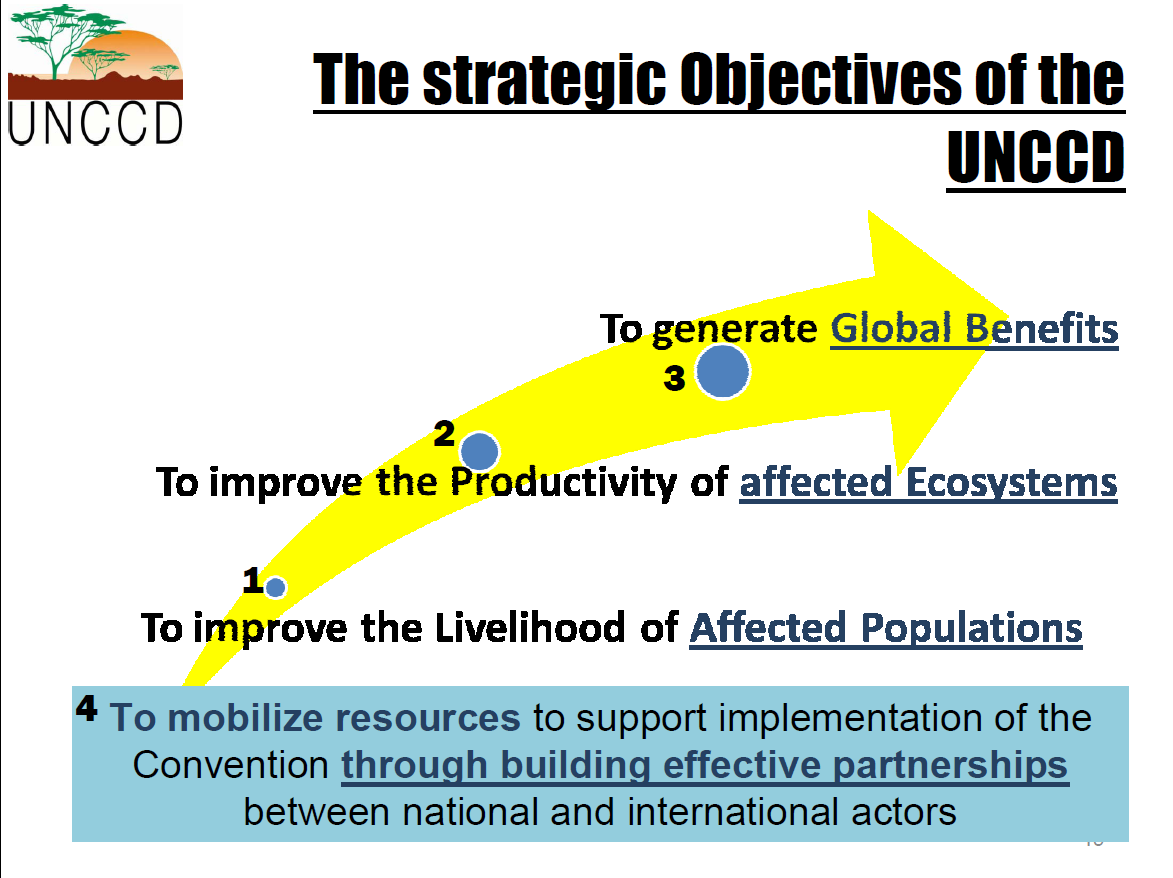 UNCCD
The strategic Objectives of the
UNCCD
To generate Global Benefits
3
2
To improve the Productivity of affected Ecosystems
1
To improve the Livelihood of Affected Populations
4 To mobilize resources to support implementation of the
Convention through building effective partnerships
between national and international actors